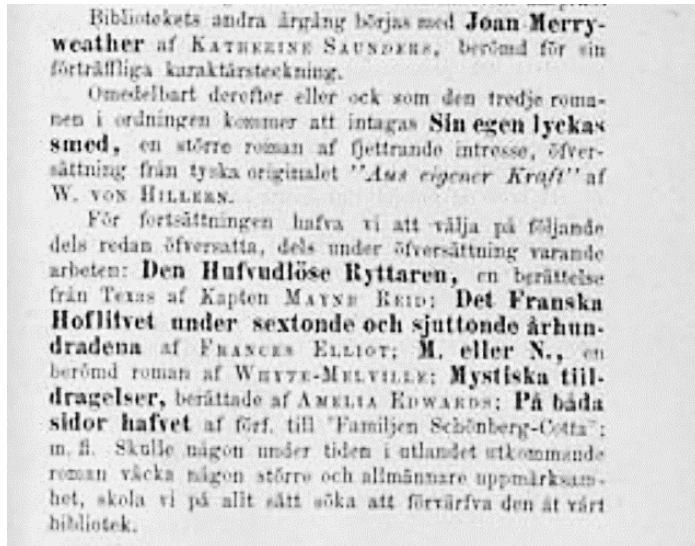 Bibliotekets andra årgång börjas med Joan Merry-
weather af KATHERINE SAUNDERS, berömd för sin
förträffliga karaktärsteckning.
Omedelbart derefter eller ock som den tredje roma-
nen i ordningen kommer att intagas Sin egen lyckas
smed, en större roman af fjettrande intresse, öfver-
sättning från tyska originalet "Aus eigener Kraft" af
W. VON HILLERN.
För fortsättningen hafva vi att välja på följande
dels redan öfversatta, dels under öfversättning varande
arbeten: Den Hufvudlöse Ryttaren, en berättelse
från Texas af Kapten MAYNE REID; Det Franska
Hoflifvet under sextonde och sjuttonde århun-
dradena af FRANCES ELLIOT; M. eller N., en
berömd roman af WHYTE-MELVILLE; Mystiska till-
dragelser, berättade af AMELIA EDWARDS; På båda
sidor hafvet af förf. till "Familjen Schönberg-Cotta";
m. fl. Skulle någon under tiden i utlandet utkommande
roman väcka någon större och allmännare uppmärksam-
het, skola vi på allt sätt söka att förvärfva den åt vårt
bibliotek.